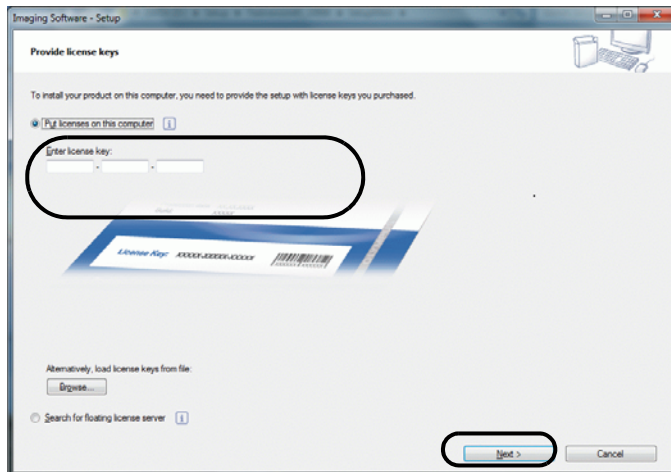 Imaging Software - Setup
Provide license keys
To install your product on this computer, you need to provide the setup with license keys you purchased.
Put licenses on this computer
Enter license key:
- -
License Key: XXXXX-XXXXX-XXXXX
Alternatively, load license keys from file:
Browse...
Search for floating license server
Next > Cancel